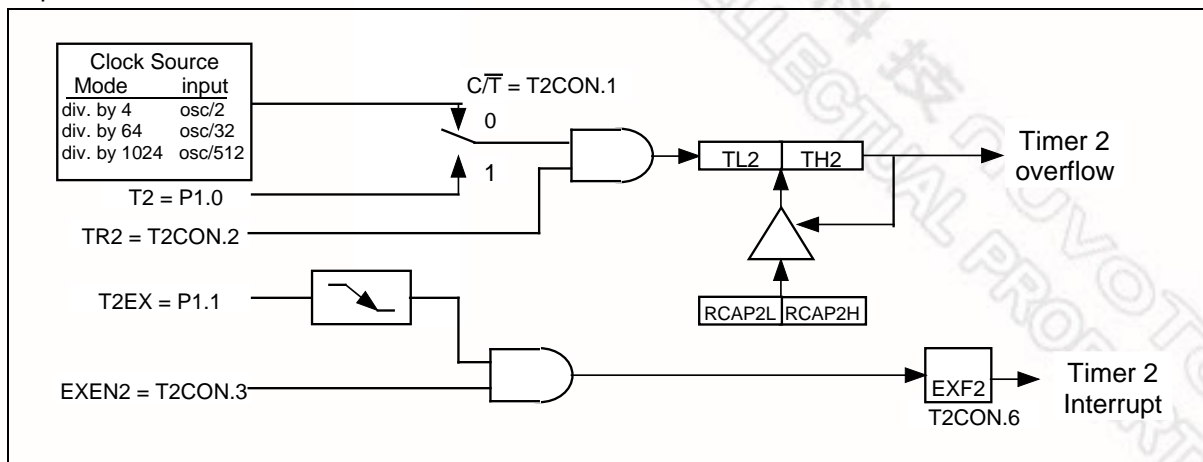 Clock Source
Mode input
div. by 4 osc/2
div. by 64 osc/32
div. by 1024 osc/512
C/T̅ = T2CON.1
0
1
T2 = P1.0
TR2 = T2CON.2
TL2 TH2
Timer 2
overflow
T2EX = P1.1
RCAP2L RCAP2H
EXEN2 = T2CON.3
EXF2
T2CON.6
Timer 2
Interrupt